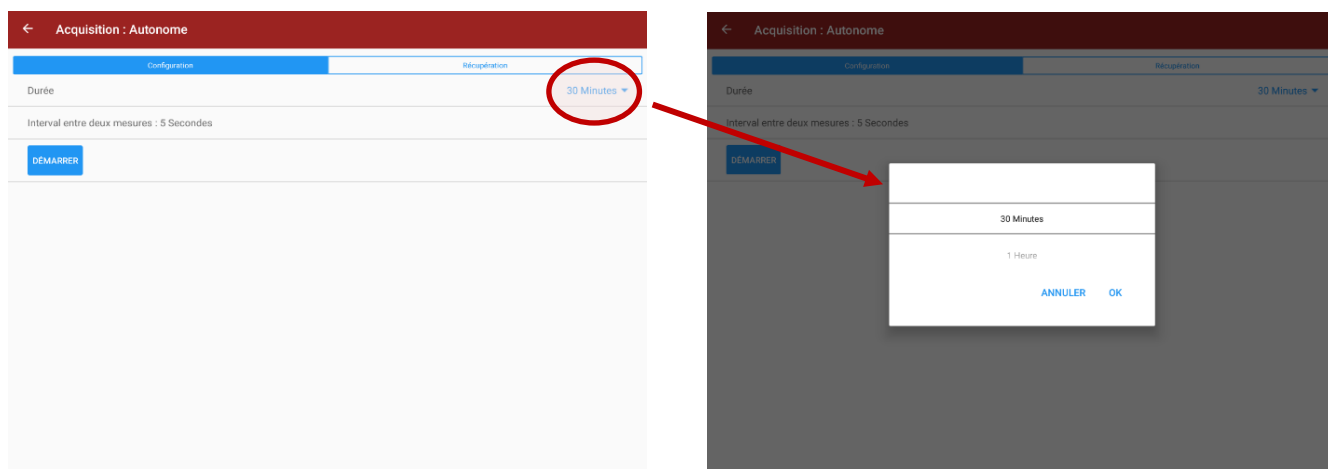 Acquisition : Autonome
Configuration
Récupération
Durée
30 Minutes
Interval entre deux mesures : 5 Secondes
DÉMARRER
Acquisition : Autonome
Configuration
Récupération
Durée
30 Minutes
Interval entre deux mesures : 5 Secondes
DÉMARRER
30 Minutes
1 Heure
ANNULER OK